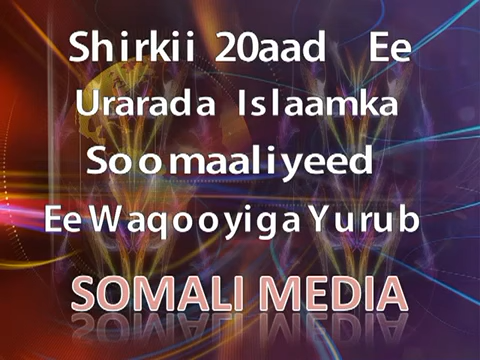 Shirkii 20aad Ee
Urarada Islaamka
Soomaaliyeed
Ee Waqooyiga Yurub
SOMALI MEDIA